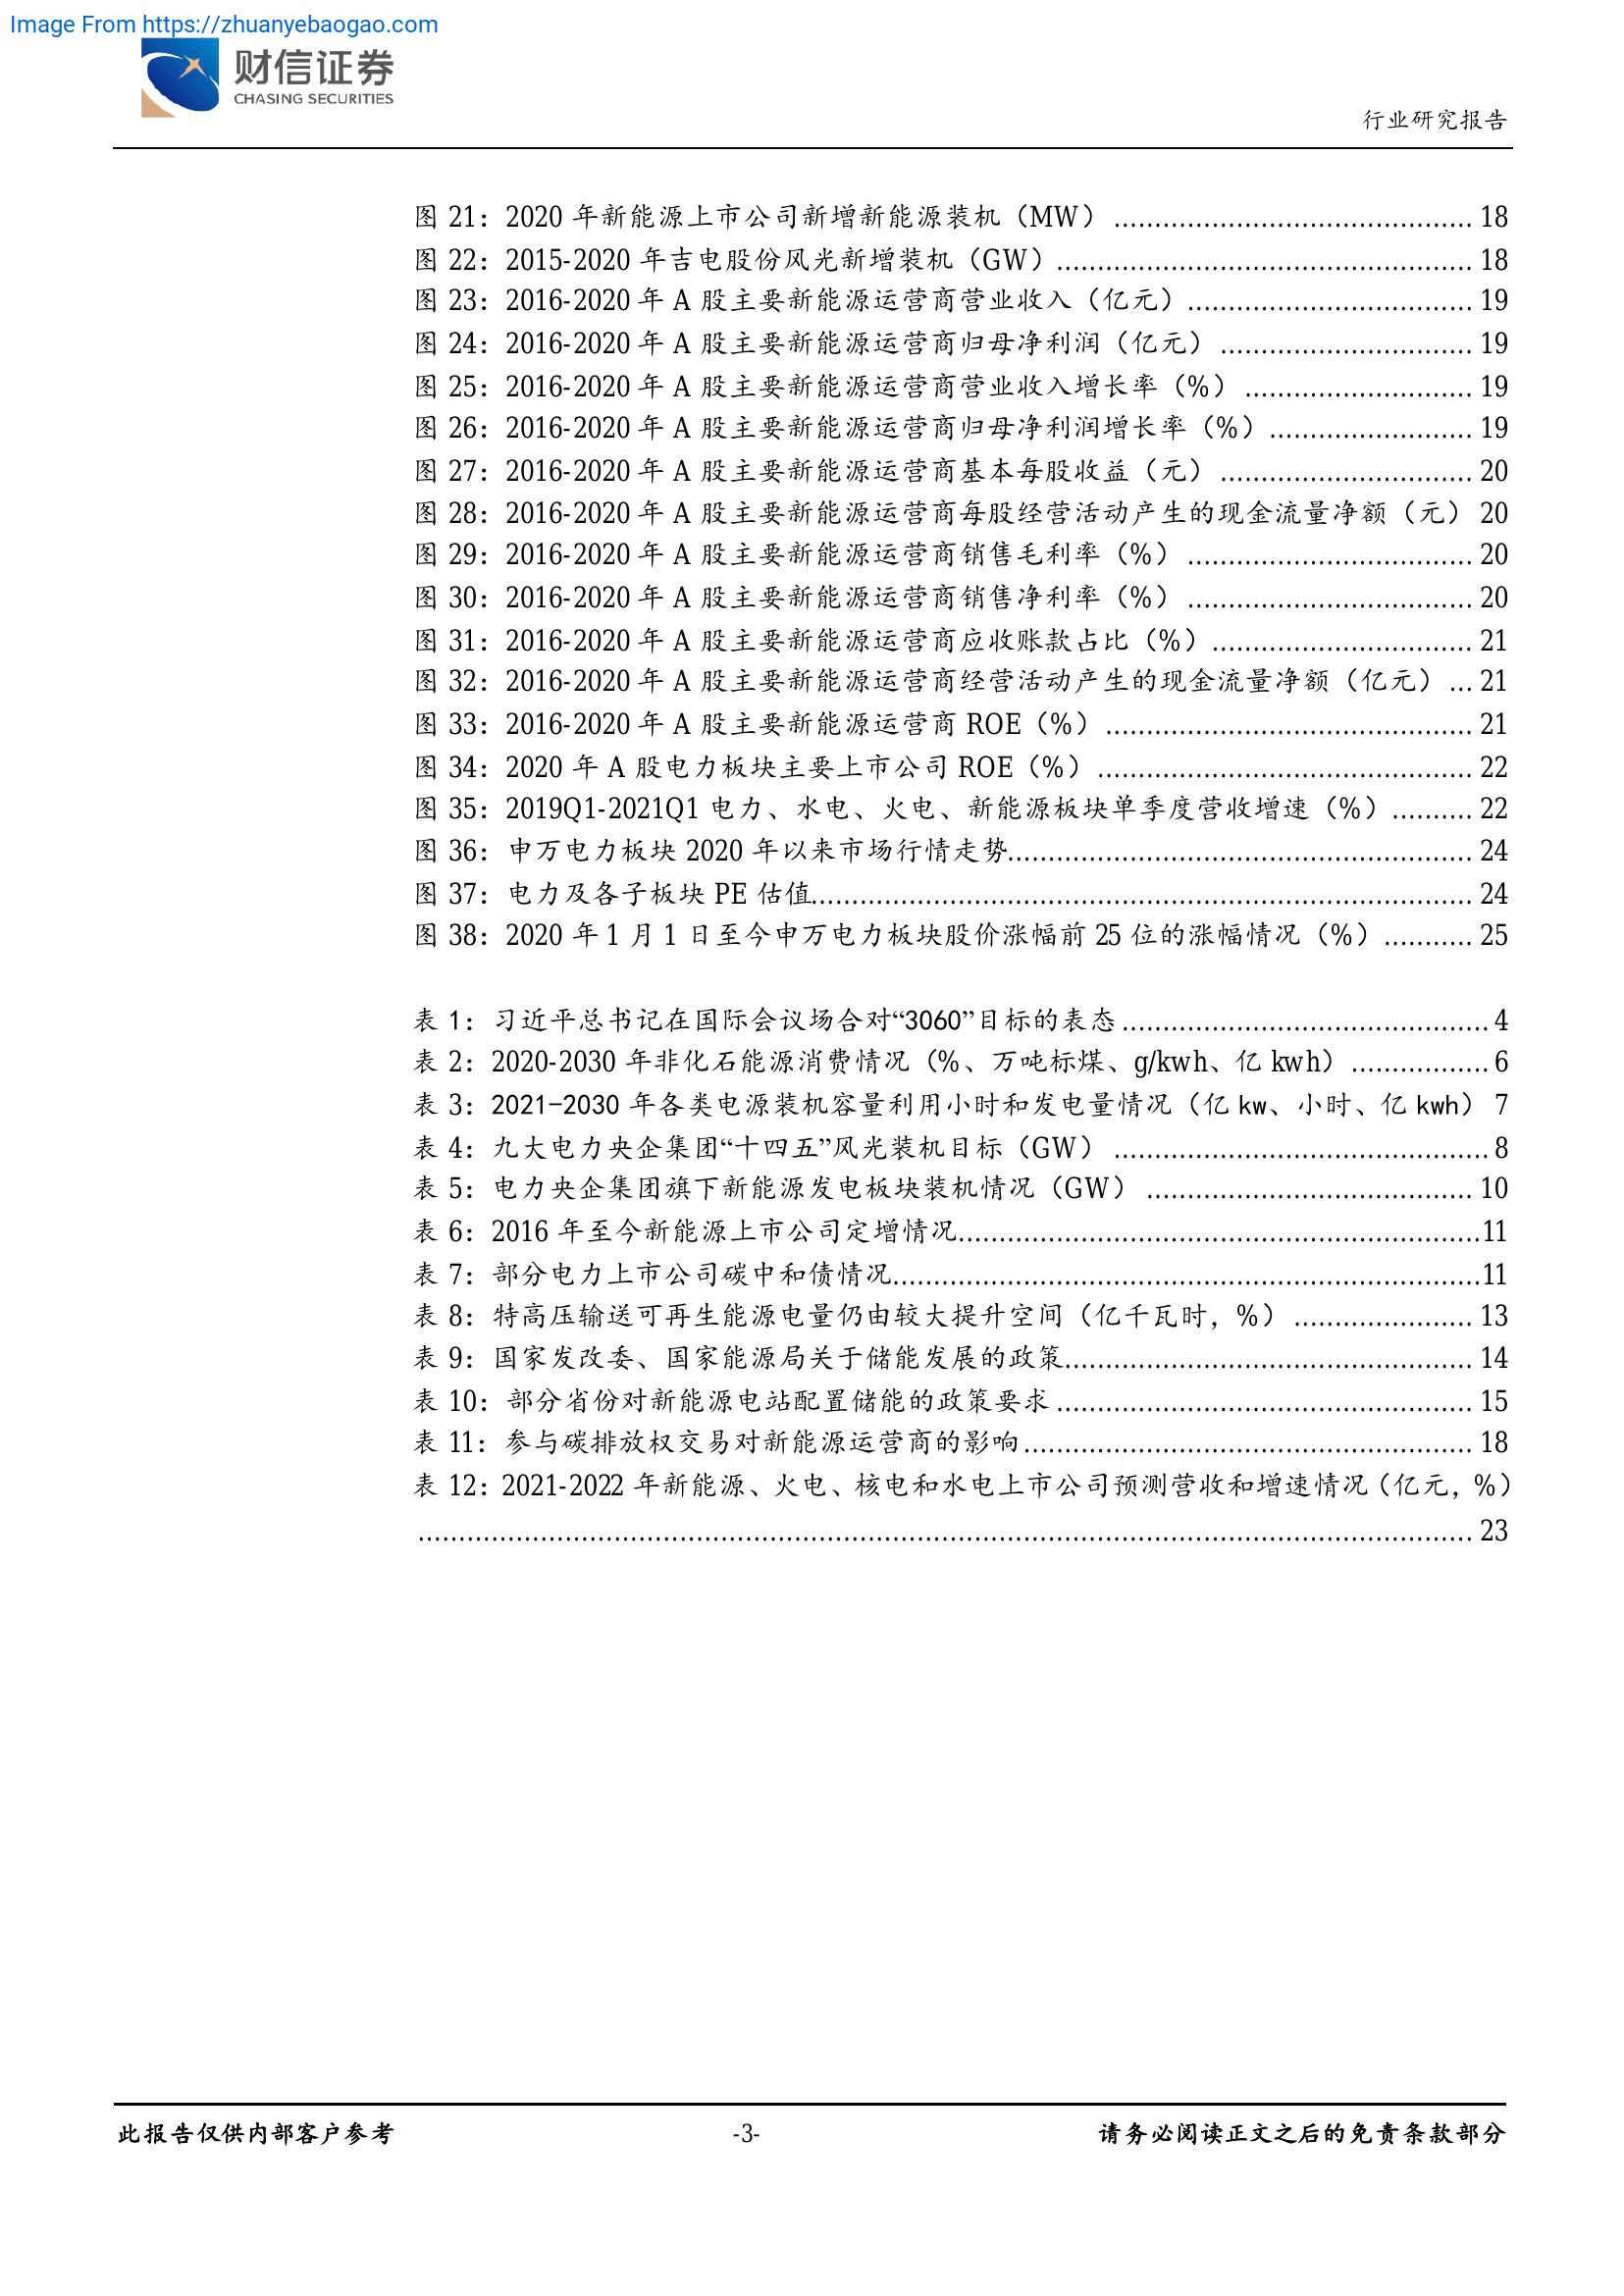 Image From https://zhuanyebaogao.com
财信证券
CHASING SECURITIES
行业研究报告
图 21：2020 年新能源上市公司新增新能源装机（MW） ............................................ 18
图 22：2015-2020 年吉电股份风光新增装机（GW）................................................... 18
图 23：2016-2020 年 A 股主要新能源运营商营业收入（亿元）................................... 19
图 24：2016-2020 年 A 股主要新能源运营商归母净利润（亿元） ............................... 19
图 25：2016-2020 年 A 股主要新能源运营商营业收入增长率（%） ............................ 19
图 26：2016-2020 年 A 股主要新能源运营商归母净利润增长率（%）......................... 19
图 27：2016-2020 年 A 股主要新能源运营商基本每股收益（元） ............................... 20
图 28：2016-2020 年 A 股主要新能源运营商每股经营活动产生的现金流量净额（元） 20
图 29：2016-2020 年 A 股主要新能源运营商销售毛利率（%） ................................... 20
图 30：2016-2020 年 A 股主要新能源运营商销售净利率（%） ................................... 20
图 31：2016-2020 年 A 股主要新能源运营商应收账款占比（%）................................ 21
图 32：2016-2020 年 A 股主要新能源运营商经营活动产生的现金流量净额（亿元）... 21
图 33：2016-2020 年 A 股主要新能源运营商 ROE（%） ............................................. 21
图 34：2020 年 A 股电力板块主要上市公司 ROE（%） .............................................. 22
图 35：2019Q1-2021Q1 电力、水电、火电、新能源板块单季度营收增速（%）.......... 22
图 36：申万电力板块 2020 年以来市场行情走势......................................................... 24
图 37：电力及各子板块 PE 估值................................................................................. 24
图 38：2020 年 1 月 1 日至今申万电力板块股价涨幅前 25 位的涨幅情况（%）........... 25
表 1：习近平总书记在国际会议场合对“3060”目标的表态............................................. 4
表 2：2020-2030 年非化石能源消费情况（%、万吨标煤、g/kwh、亿 kwh） ................. 6
表 3：2021-2030 年各类电源装机容量利用小时和发电量情况（亿 kw、小时、亿 kwh） 7
表 4：九大电力央企集团“十四五”风光装机目标（GW） .............................................. 8
表 5：电力央企集团旗下新能源发电板块装机情况（GW） ........................................ 10
表 6：2016 年至今新能源上市公司定增情况................................................................11
表 7：部分电力上市公司碳中和债情况........................................................................11
表 8：特高压输送可再生能源电量仍由较大提升空间（亿千瓦时，%） ...................... 13
表 9：国家发改委、国家能源局关于储能发展的政策.................................................. 14
表 10：部分省份对新能源电站配置储能的政策要求 ................................................... 15
表 11：参与碳排放权交易对新能源运营商的影响....................................................... 18
表 12：2021-2022 年新能源、火电、核电和水电上市公司预测营收和增速情况（亿元，%）
.................................................................................................................................. 23
此报告仅供内部客户参考
-3-
请务必阅读正文之后的免责条款部分